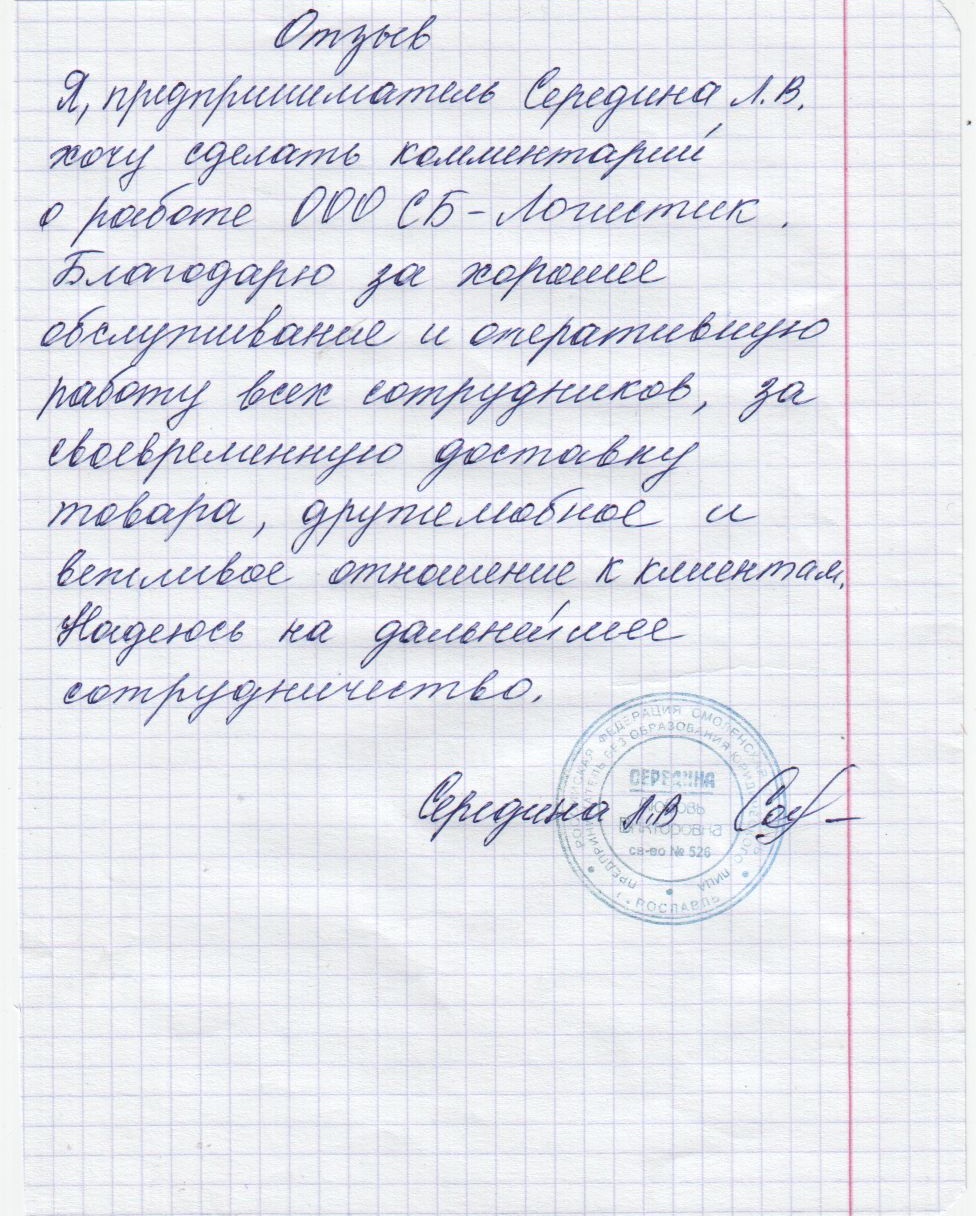 Отзыв
Я, предприниматель Середина Л.В.
хочу сделать комментарий
о работе ООО СБ-Логистик.
Благодарю за хорошее
обслуживание и оперативную
работу всех сотрудников, за
своевременную доставку
товара, дружелюбное и
вежливое отношение к клиентам.
Надеюсь на дальнейшее
сотрудничество.
Середина Л.В
РОССИЙСКАЯ ФЕДЕРАЦИЯ СМОЛЕНСКАЯ ОБЛАСТЬ
ПРЕДПРИНИМАТЕЛЬ БЕЗ ОБРАЗОВАНИЯ ЮРИДИЧЕСКОГО ЛИЦА
СЕРЕДИНА
Любовь
Викторовна
св-во № 526
г. РОСЛАВЛЬ